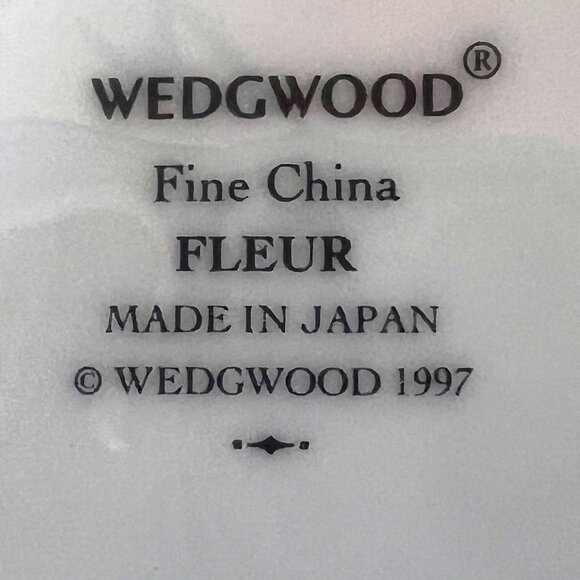 WEDGWOOD®
Fine China
FLEUR
MADE IN JAPAN
© WEDGWOOD 1997